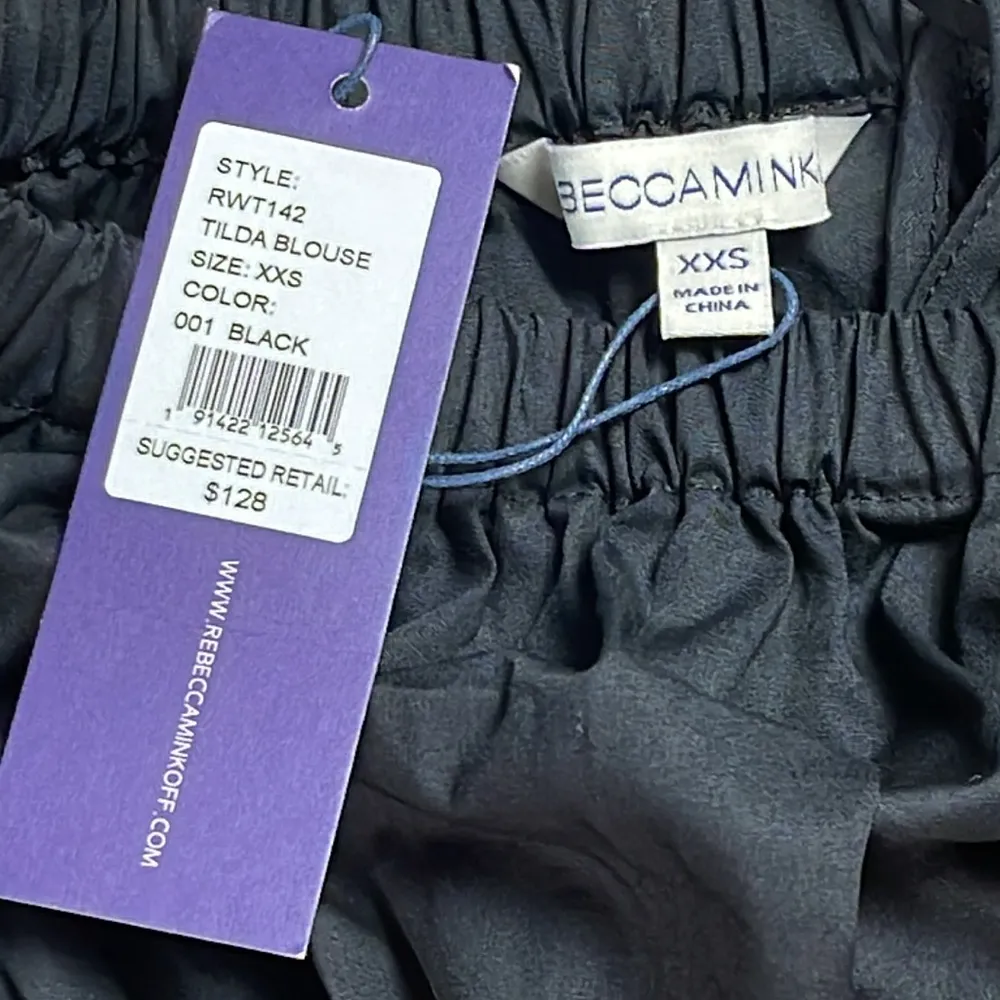 STYLE:
RWT142
TILDA BLOUSE
SIZE: XXS
COLOR:
001 BLACK
1 91422 12564 5
SUGGESTED RETAIL:
$128
WWW.REBECCAMINKOFF.COM
BECCAMINK
XXS
MADE IN
CHINA